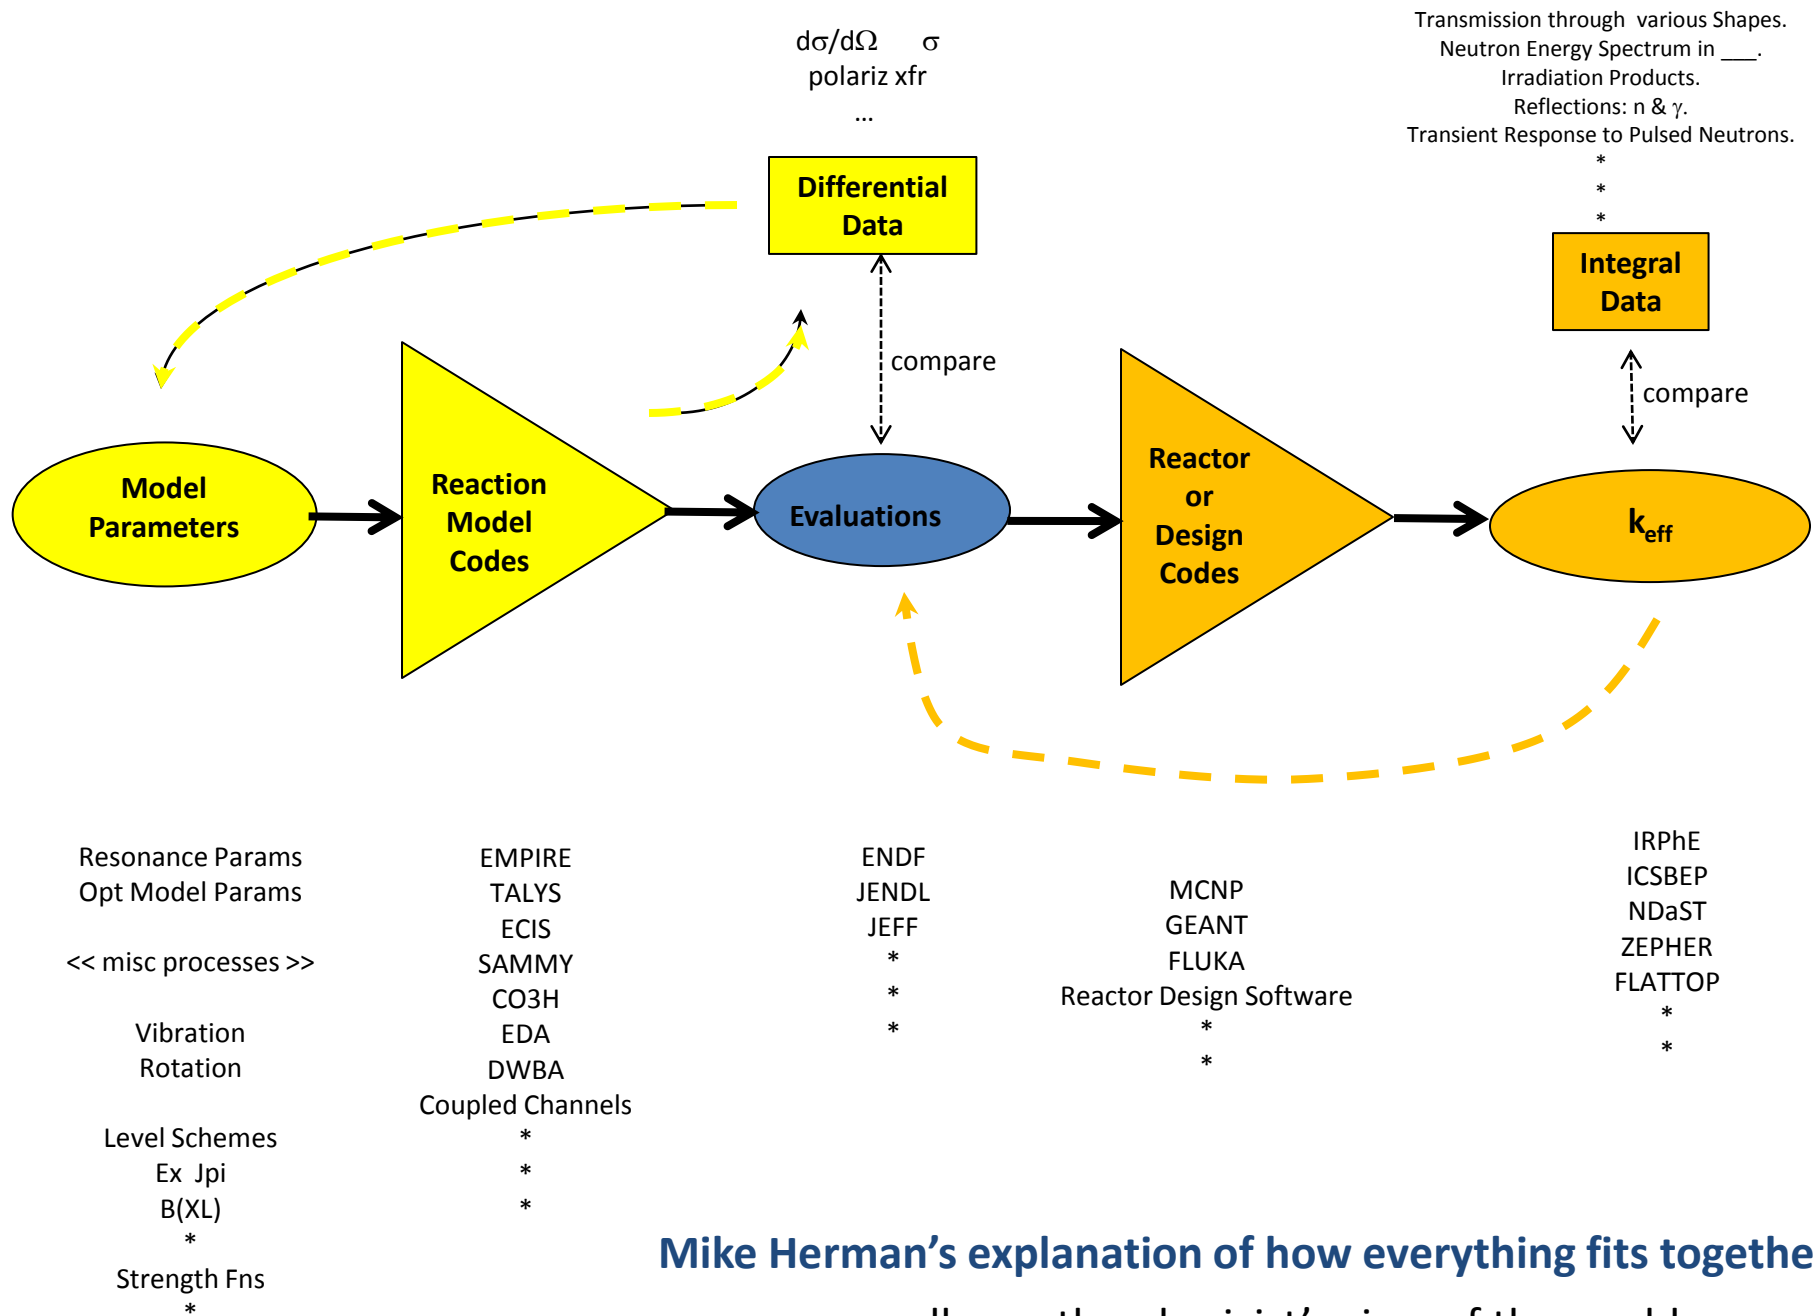 dσ/dΩ σ
polariz xfr
...
Transmission through various Shapes.
Neutron Energy Spectrum in ___.
Irradiation Products.
Reflections: n & γ.
Transient Response to Pulsed Neutrons.
*
*
*
Differential
Data
Integral
Data
compare
compare
Model
Parameters
Reaction
Model
Codes
Evaluations
Reactor
or
Design
Codes
keff
Resonance Params
Opt Model Params
<< misc processes >>
Vibration
Rotation
Level Schemes
Ex Jpi
B(XL)
*
Strength Fns
*
EMPIRE
TALYS
ECIS
SAMMY
CO3H
EDA
DWBA
Coupled Channels
*
*
*
ENDF
JENDL
JEFF
*
*
*
MCNP
GEANT
FLUKA
Reactor Design Software
*
*
IRPhE
ICSBEP
NDaST
ZEPHER
FLATTOP
*
*
Mike Herman’s explanation of how everything fits togethe